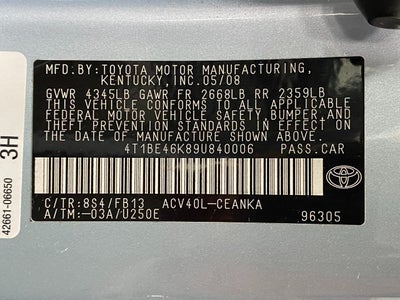 MFD.BY:TOYOTA MOTOR MANUFACTURING,
KENTUCKY, INC.05/08
GVWR 4345LB GAWR FR 2668LB RR 2359LB
THIS VEHICLE CONFORMS TO ALL APPLICABLE
FEDERAL MOTOR VEHICLE SAFETY, BUMPER, AND
THEFT PREVENTION STANDARDS IN EFFECT ON
THE DATE OF MANUFACTURE SHOWN ABOVE.
4T1BE46K89U840006 PASS.CAR
C/TR:8S4/FB13 ACV40L-CEANKA
A/TM:-03A/U250E 96305
TOYOTA
42661-06650
3H